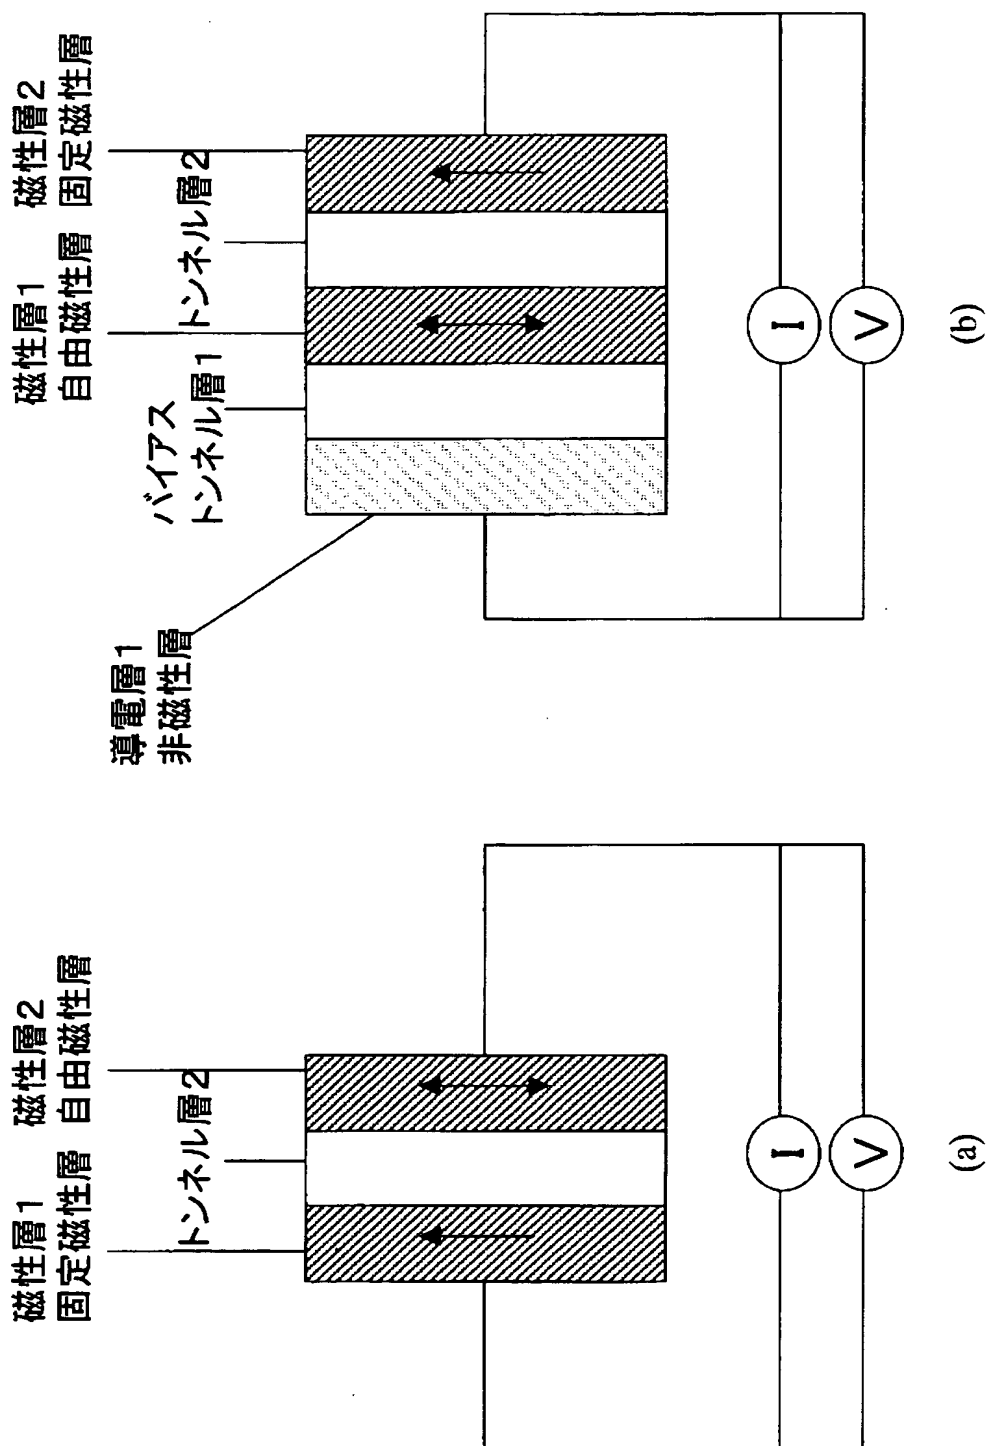 磁性層1
固定磁性層
トンネル層2
磁性層2
自由磁性層
I
V
(a)
導電層1
非磁性層
バイアス
トンネル層1
磁性層1
自由磁性層
トンネル層2
磁性層2
固定磁性層
I
V
(b)